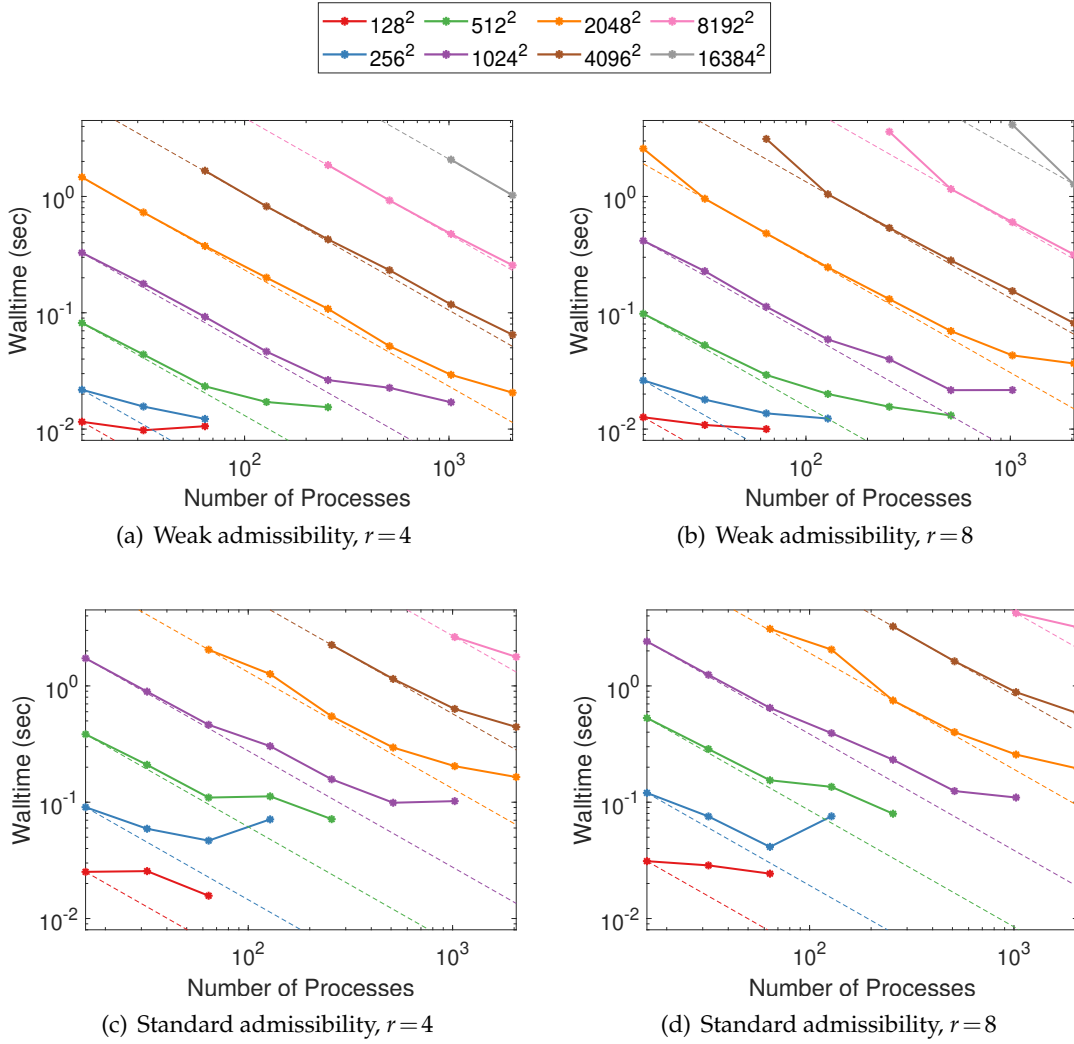 128² 512² 2048² 8192²
256² 1024² 4096² 16384²
10⁰
10⁻¹
10⁻²
Walltime (sec)
10² 10³
Number of Processes
(a) Weak admissibility, r = 4
10⁰
10⁻¹
10⁻²
Walltime (sec)
10² 10³
Number of Processes
(b) Weak admissibility, r = 8
10⁰
10⁻¹
10⁻²
Walltime (sec)
10² 10³
Number of Processes
(c) Standard admissibility, r = 4
10⁰
10⁻¹
10⁻²
Walltime (sec)
10² 10³
Number of Processes
(d) Standard admissibility, r = 8